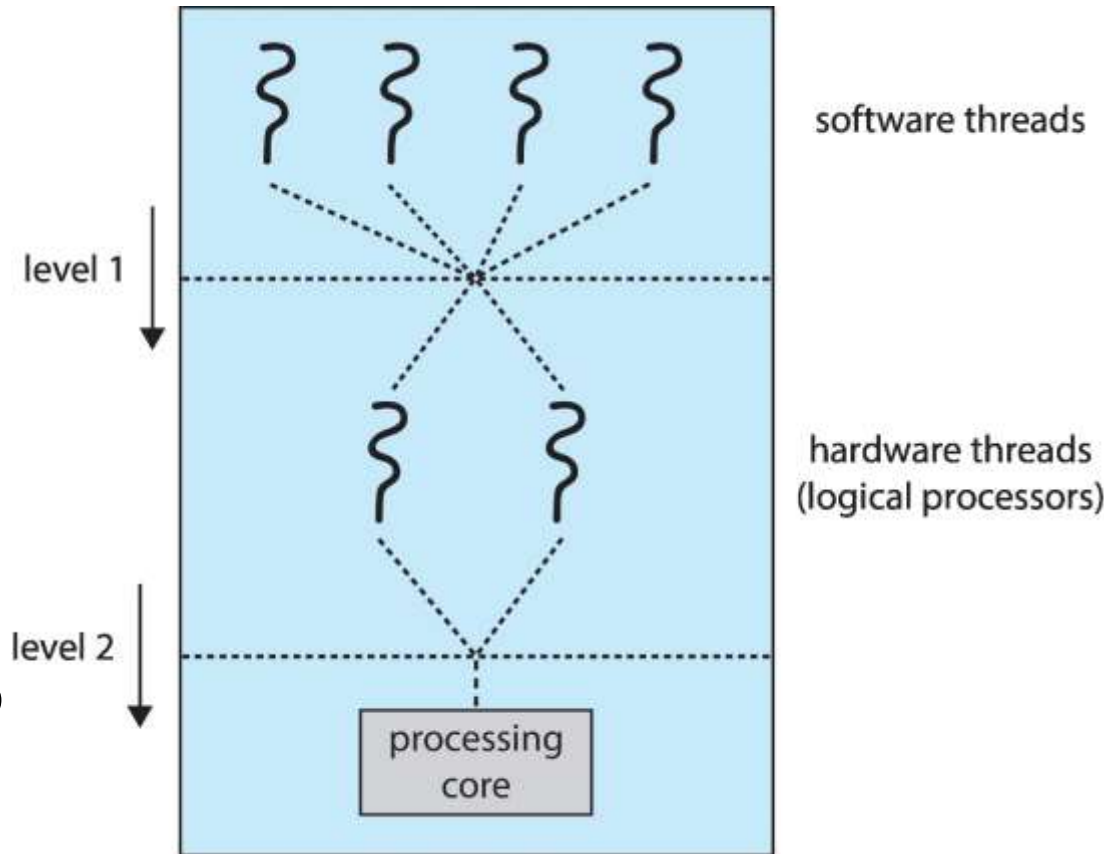 software threads
level 1
hardware threads
(logical processors)
level 2
)
processing
core